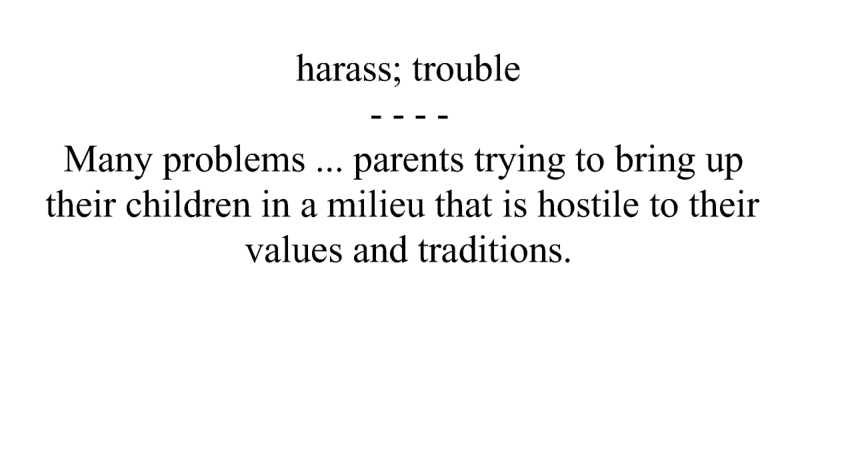 harass; trouble
- - - -
Many problems ... parents trying to bring up
their children in a milieu that is hostile to their
values and traditions.